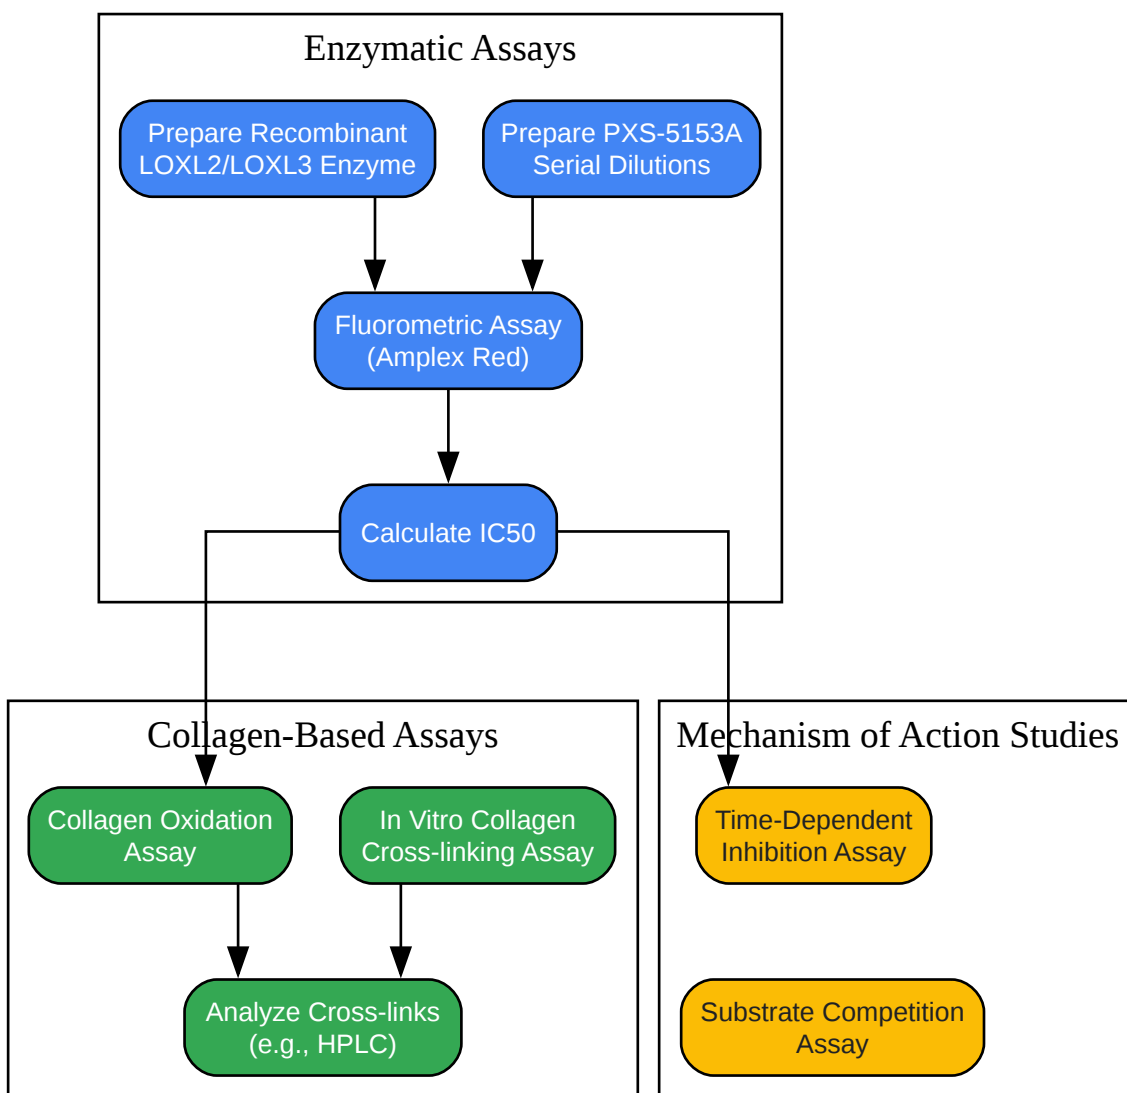 Enzymatic Assays
Prepare Recombinant
LOXL2/LOXL3 Enzyme
Prepare PXS-5153A
Serial Dilutions
Fluorometric Assay
(Amplex Red)
Calculate IC50
Collagen-Based Assays
Collagen Oxidation
Assay
In Vitro Collagen
Cross-linking Assay
Analyze Cross-links
(e.g., HPLC)
Mechanism of Action Studies
Time-Dependent
Inhibition Assay
Substrate Competition
Assay